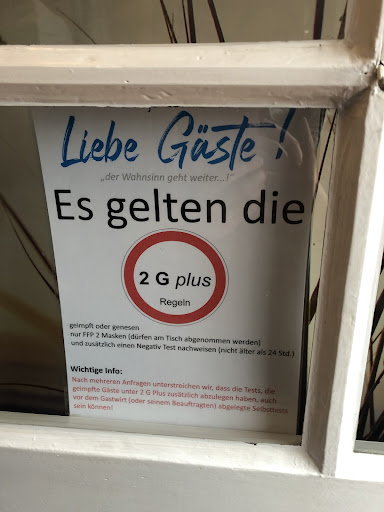 Liebe Gäste !
„der Wahnsinn geht weiter...!“
Es gelten die
2 G plus
Regeln
geimpft oder genesen
nur FFP 2 Masken (dürfen am Tisch abgenommen werden)
und zusätzlich einen Negativ Test nachweisen (nicht älter als 24 Std.)
Wichtige Info:
Nach mehreren Anfragen unterstreichen wir, dass die Tests, die
geimpfte Gäste unter 2 G Plus zusätzlich abzulegen haben, auch
vor dem Gastwirt (oder seinem Beauftragten) abgelegte Selbsttests
sein können!